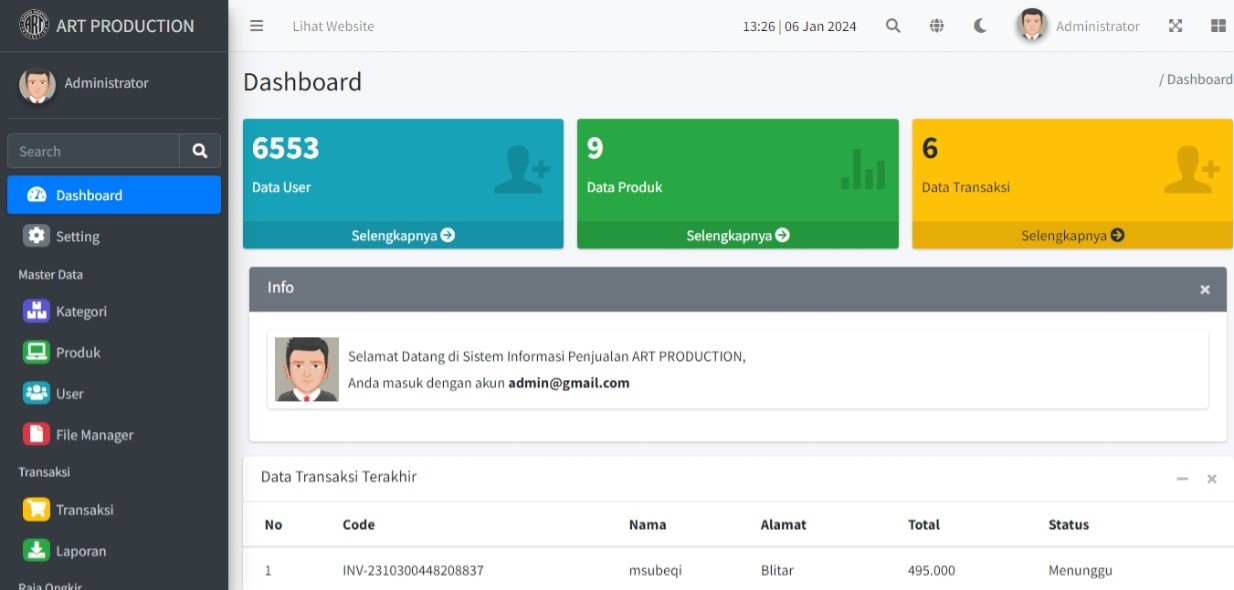 ART PRODUCTION
Lihat Website
13:26 | 06 Jan 2024
Administrator
Administrator
Search
Dashboard
Setting
Master Data
Kategori
Produk
User
File Manager
Transaksi
Transaksi
Laporan
Raja Ongkir
Dashboard
/ Dashboard
6553
Data User
Selengkapnya
9
Data Produk
Selengkapnya
6
Data Transaksi
Selengkapnya
Info
Selamat Datang di Sistem Informasi Penjualan ART PRODUCTION,
Anda masuk dengan akun admin@gmail.com
Data Transaksi Terakhir
No Code Nama Alamat Total Status
1 INV-2310300448208837 msubeqi Blitar 495.000 Menunggu